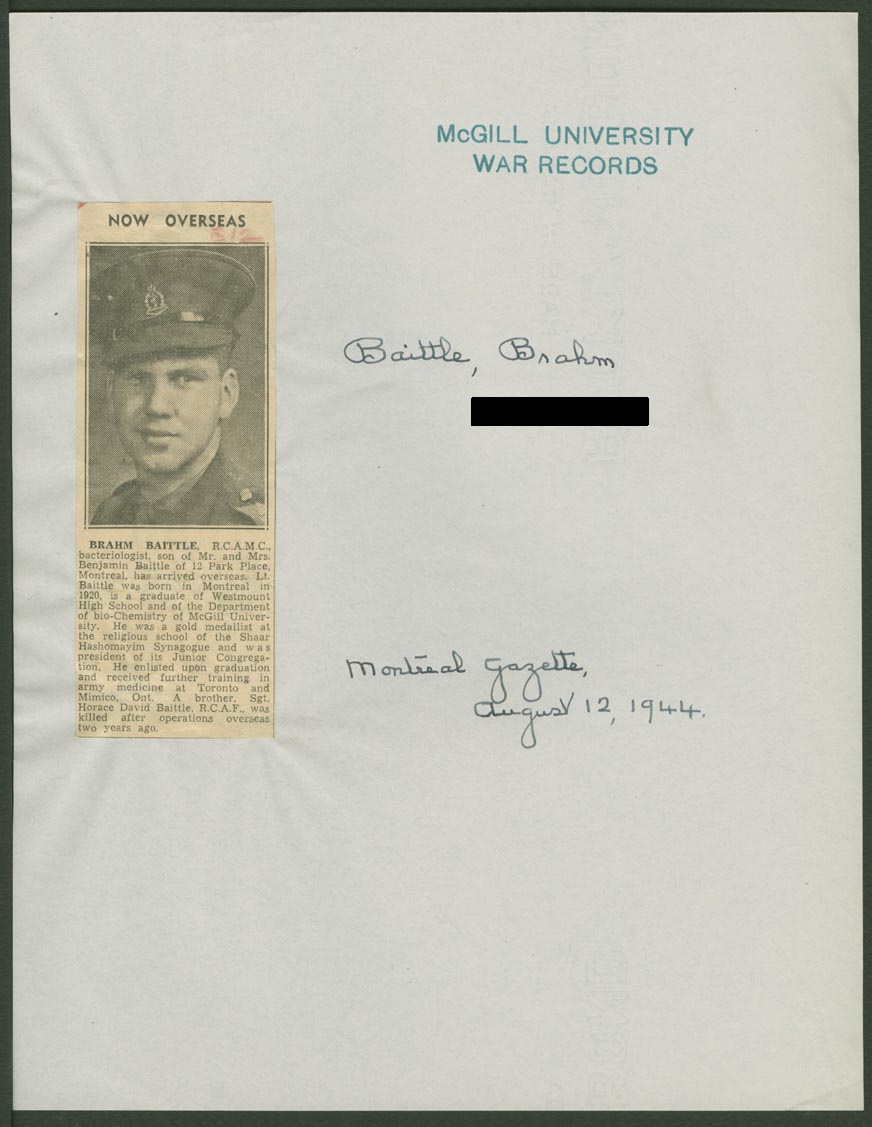 McGILL UNIVERSITY
WAR RECORDS
NOW OVERSEAS
Baittle, Brahm
BRAHM BAITTLE, R.C.A.M.C.,
bacteriologist, son of Mr. and Mrs.
Benjamin Baittle of 12 Park Place,
Montreal, has arrived overseas. Lt.
Baittle was born in Montreal in
1920, is a graduate of Westmount
High School and of the Department
of bio-Chemistry of McGill Univer-
sity. He was a gold medallist at
the religious school of the Shaar
Hashomayim Synagogue and was
president of its Junior Congrega-
tion. He enlisted upon graduation
and received further training in
army medicine at Toronto and
Mimico, Ont. A brother, Sgt.
Horace David Baittle, R.C.A.F., was
killed after operations overseas
two years ago.
Montreal Gazette,
August 12, 1944.